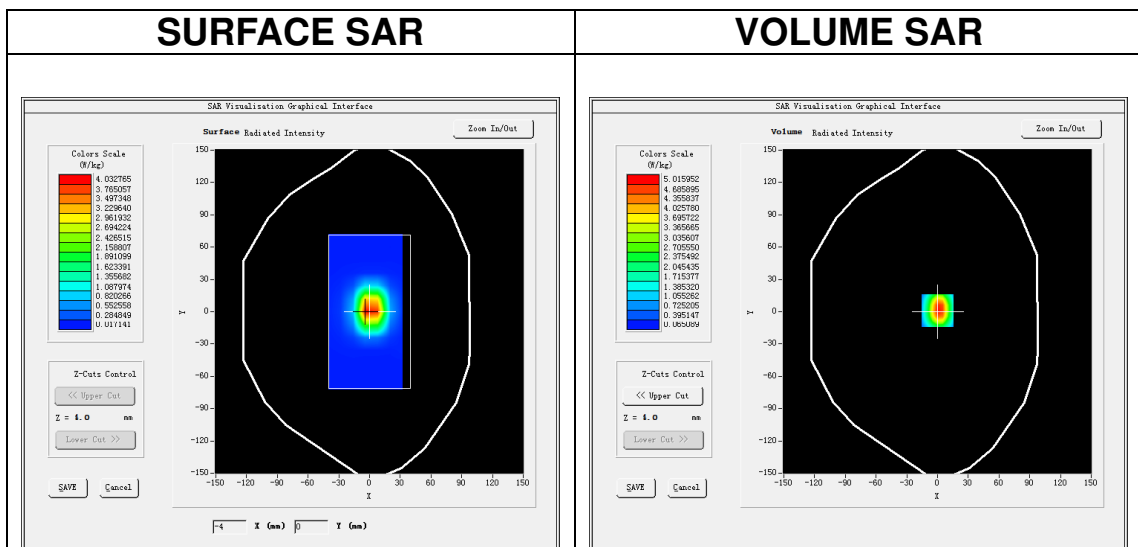 SURFACE SAR
VOLUME SAR
SAR Visualisation Graphical Interface
Surface Radiated Intensity
Zoom In/Out
Colors Scale
(W/kg)
4.032765
3.765057
3.497348
3.229640
2.961932
2.694224
2.426515
2.158807
1.891099
1.623391
1.355682
1.087974
0.820266
0.552558
0.284849
0.017141
Z-Cuts Control
<< Upper Cut
Z = 4.0 mm
Lower Cut >>
SAVE Cancel
150
120
90
60
30
0
-30
-60
-90
-120
-150
Y
-150 -120 -90 -60 -30 0 30 60 90 120 150
X
-4 X (mm) 0 Y (mm)
SAR Visualisation Graphical Interface
Volume Radiated Intensity
Zoom In/Out
Colors Scale
(W/kg)
5.015952
4.685895
4.355837
4.025780
3.695722
3.365665
3.035607
2.705550
2.375492
2.045435
1.715377
1.385320
1.055262
0.725205
0.395147
0.065089
Z-Cuts Control
<< Upper Cut
Z = 4.0 mm
Lower Cut >>
SAVE Cancel
150
120
90
60
30
0
-30
-60
-90
-120
-150
Y
-150 -120 -90 -60 -30 0 30 60 90 120 150
X